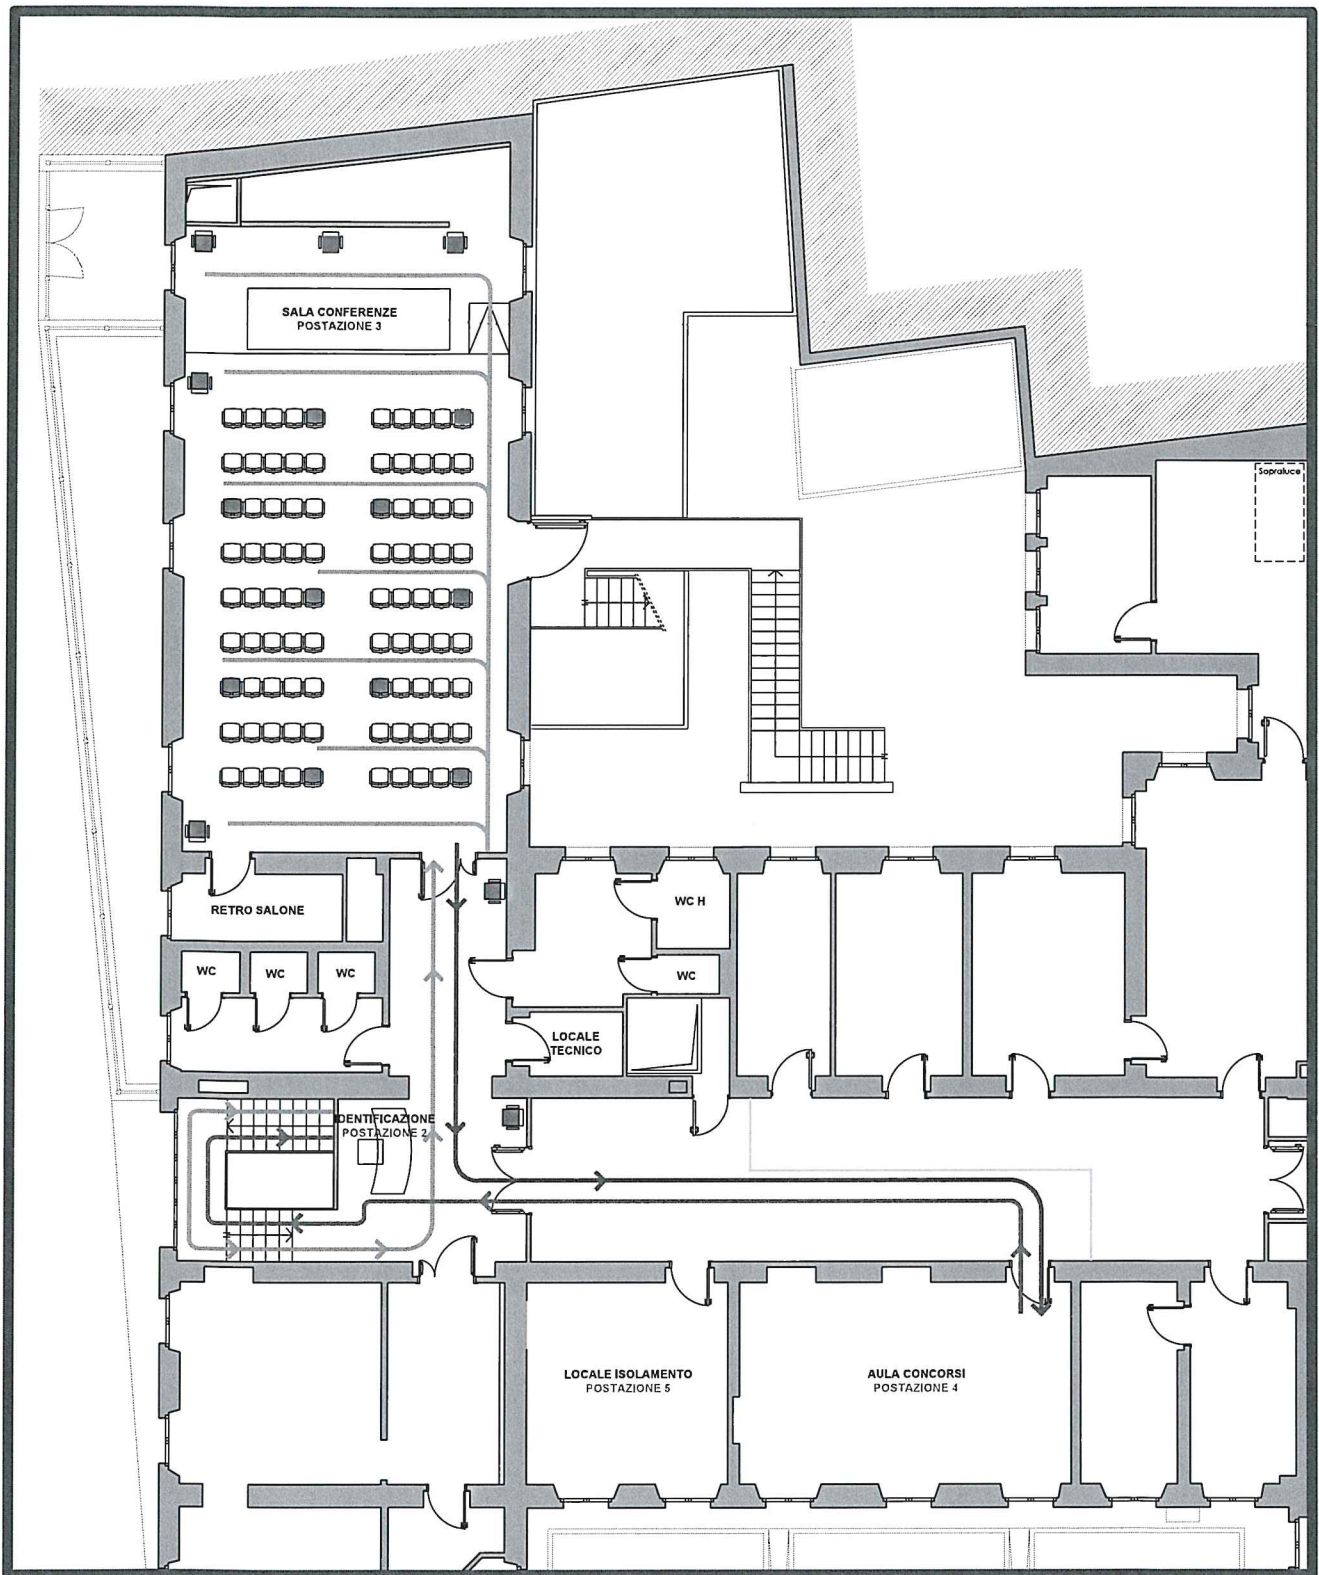 SALA CONFERENZE
POSTAZIONE 3
Sopraluce
RETRO SALONE
WC H
WC
WC
WC
WC
LOCALE
TECNICO
IDENTIFICAZIONE
POSTAZIONE 2
LOCALE ISOLAMENTO
POSTAZIONE 5
AULA CONCORSI
POSTAZIONE 4